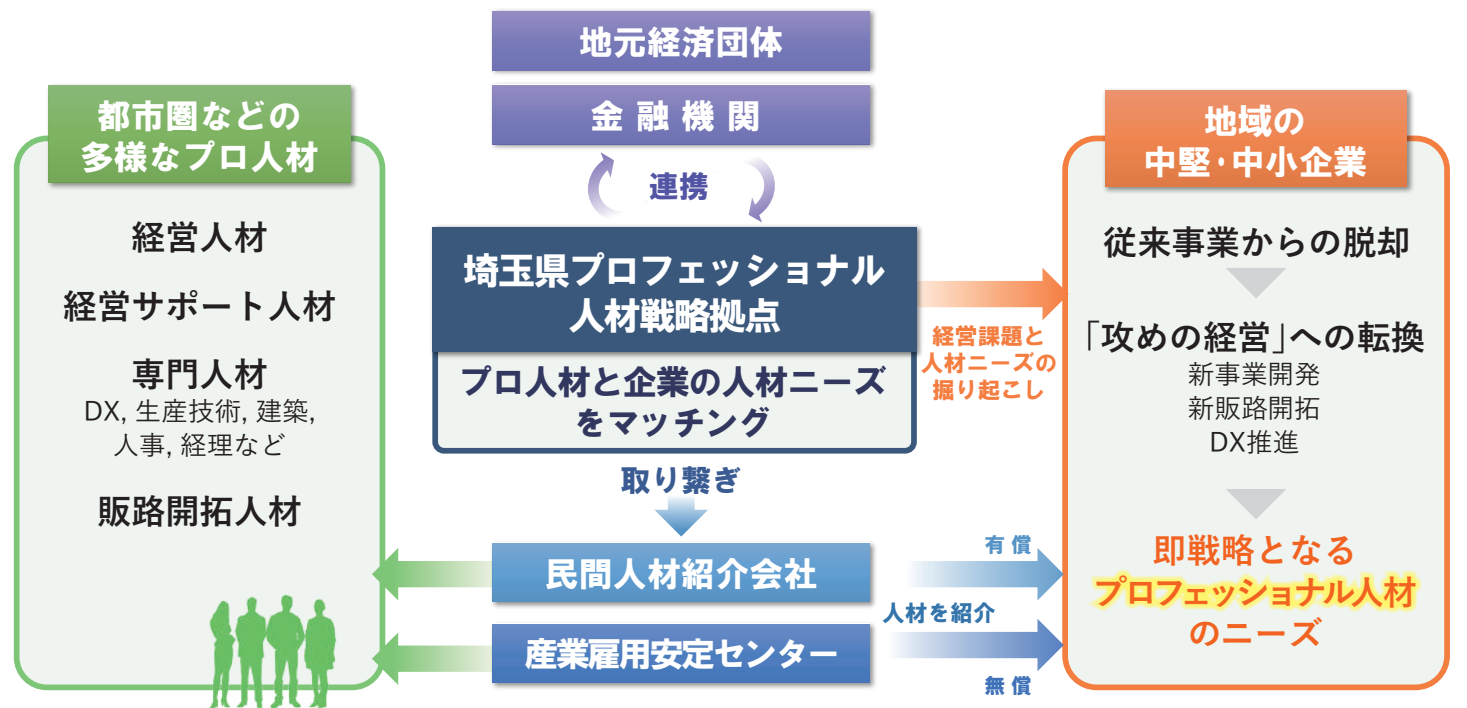 地元経済団体
金融機関
連携
都市圏などの
多様なプロ人材
経営人材
経営サポート人材
専門人材
DX, 生産技術, 建築,
人事, 経理など
販路開拓人材
埼玉県プロフェッショナル
人材戦略拠点
プロ人材と企業の人材ニーズ
をマッチング
取り繋ぎ
民間人材紹介会社
産業雇用安定センター
経営課題と
人材ニーズの
掘り起こし
有償
人材を紹介
無償
地域の
中堅・中小企業
従来事業からの脱却
「攻めの経営」への転換
新事業開発
新販路開拓
DX推進
即戦略となる
プロフェッショナル人材
のニーズ